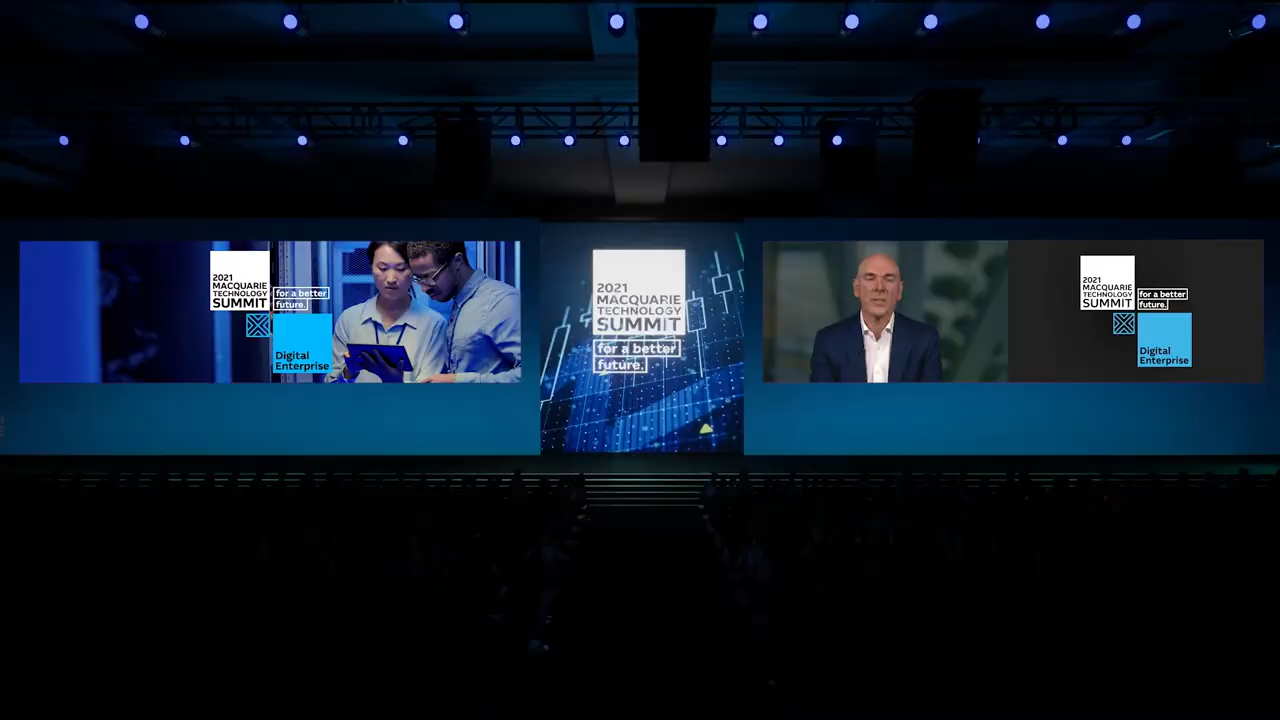 2021
MACQUARIE
TECHNOLOGY
SUMMIT
for a better
future.
Digital
Enterprise
2021
MACQUARIE
TECHNOLOGY
SUMMIT
for a better
future.
2021
MACQUARIE
TECHNOLOGY
SUMMIT
for a better
future.
Digital
Enterprise